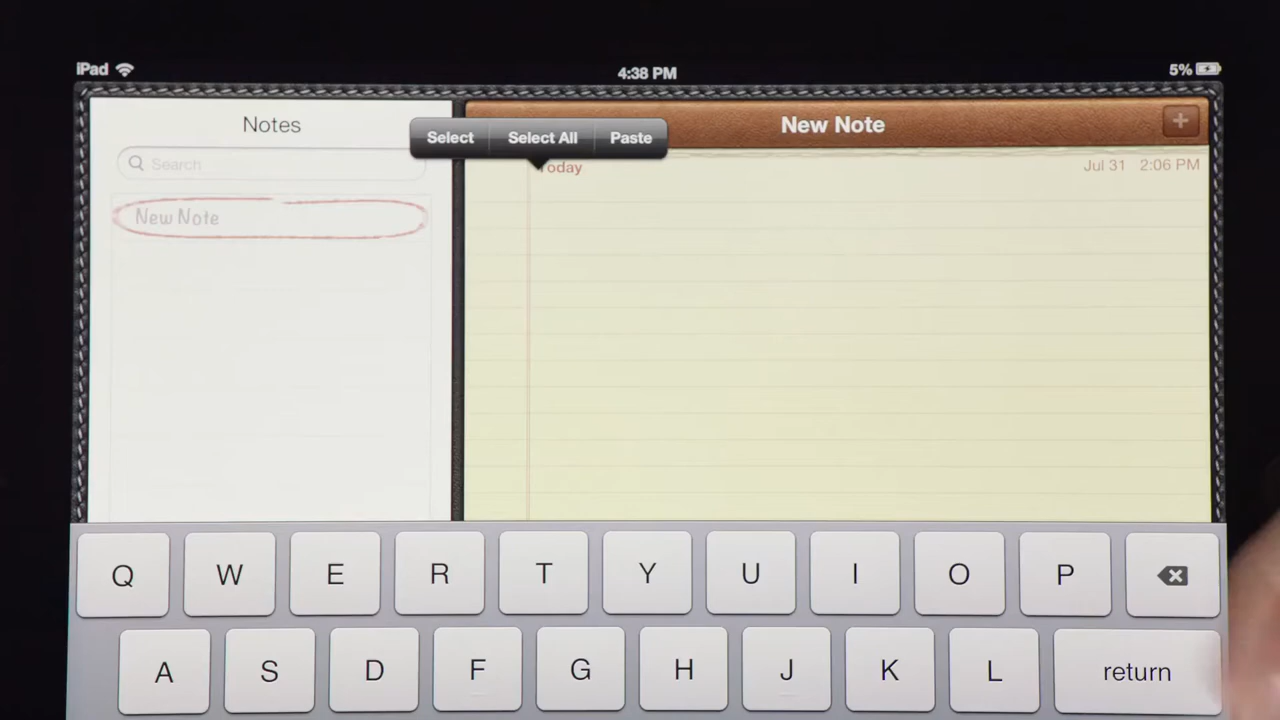 iPad 4:38 PM 5%
Notes
Search
New Note
Select Select All Paste
New Note +
Today Jul 31 2:06 PM
Q W E R T Y U I O P
A S D F G H J K L return